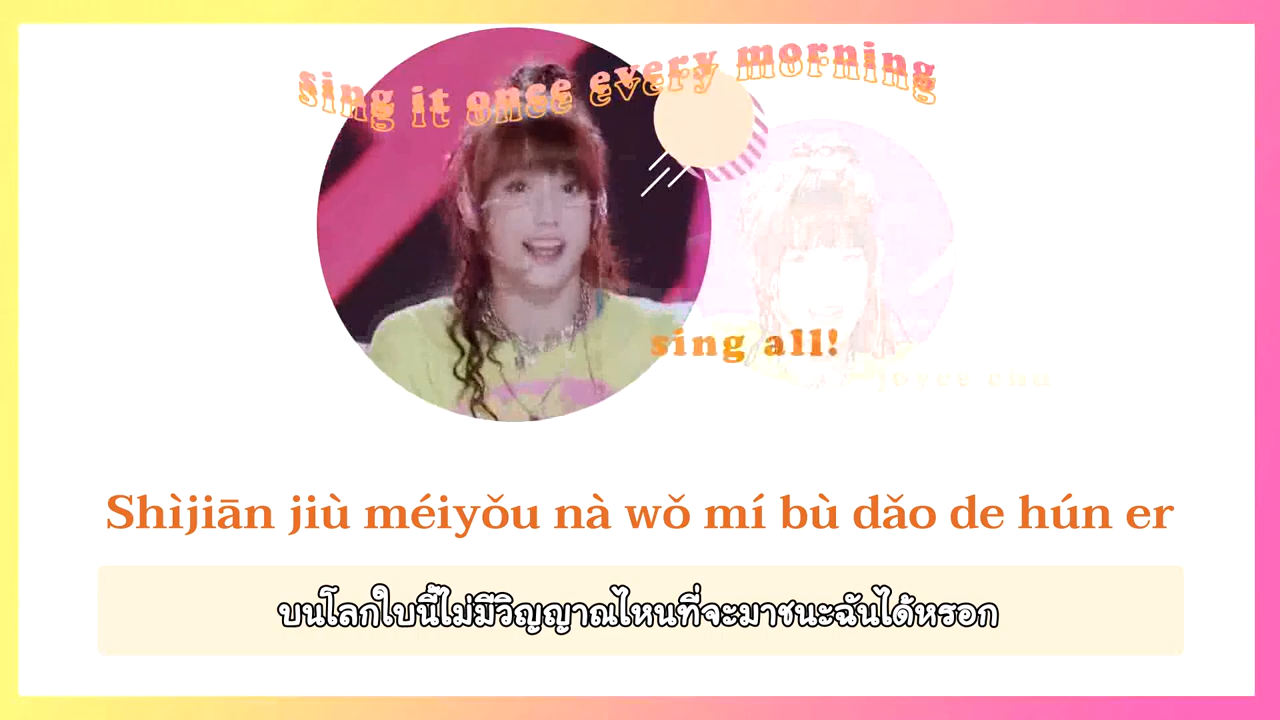 sing it once every morning
sing all!
joyce chu
Shìjiān jiù méiyǒu nà wǒ mí bù dǎo de hún er
บนโลกใบนี้ไม่มีวิญญาณไหนที่จะมาชนะฉันได้หรอก